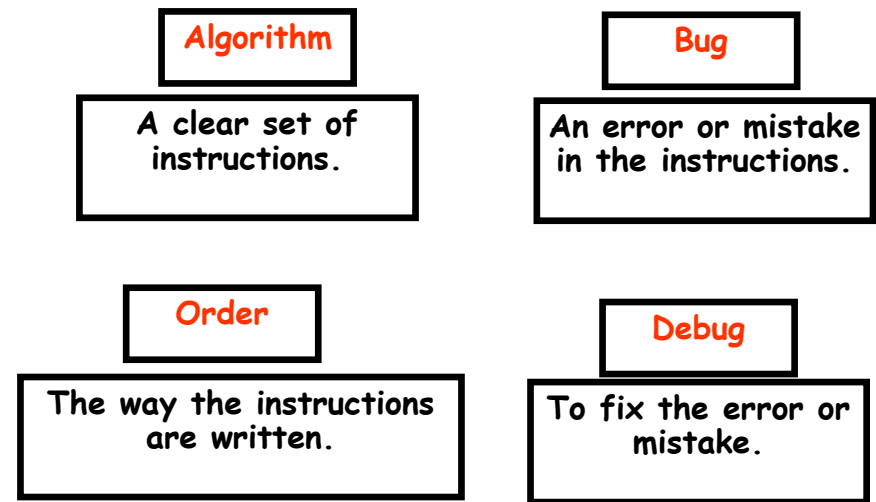 Algorithm
A clear set of
instructions.
Bug
An error or mistake
in the instructions.
Order
The way the instructions
are written.
Debug
To fix the error or
mistake.